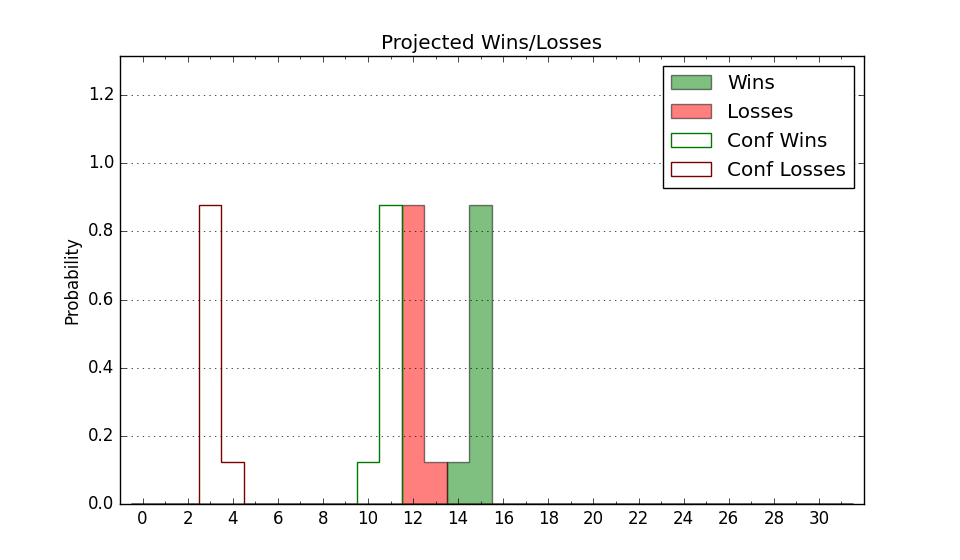 Projected Wins/Losses
Wins
Losses
Conf Wins
Conf Losses
Probability
1.2
1.0
0.8
0.6
0.4
0.2
0.0
0 2 4 6 8 10 12 14 16 18 20 22 24 26 28 30